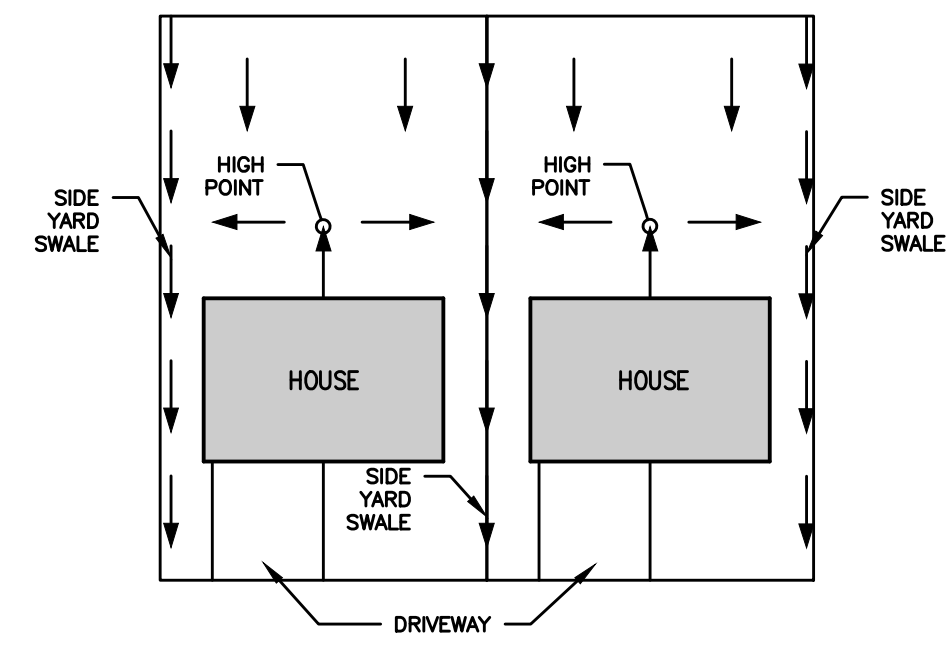 HIGH
POINT
HIGH
POINT
SIDE
YARD
SWALE
SIDE
YARD
SWALE
HOUSE
HOUSE
SIDE
YARD
SWALE
DRIVEWAY